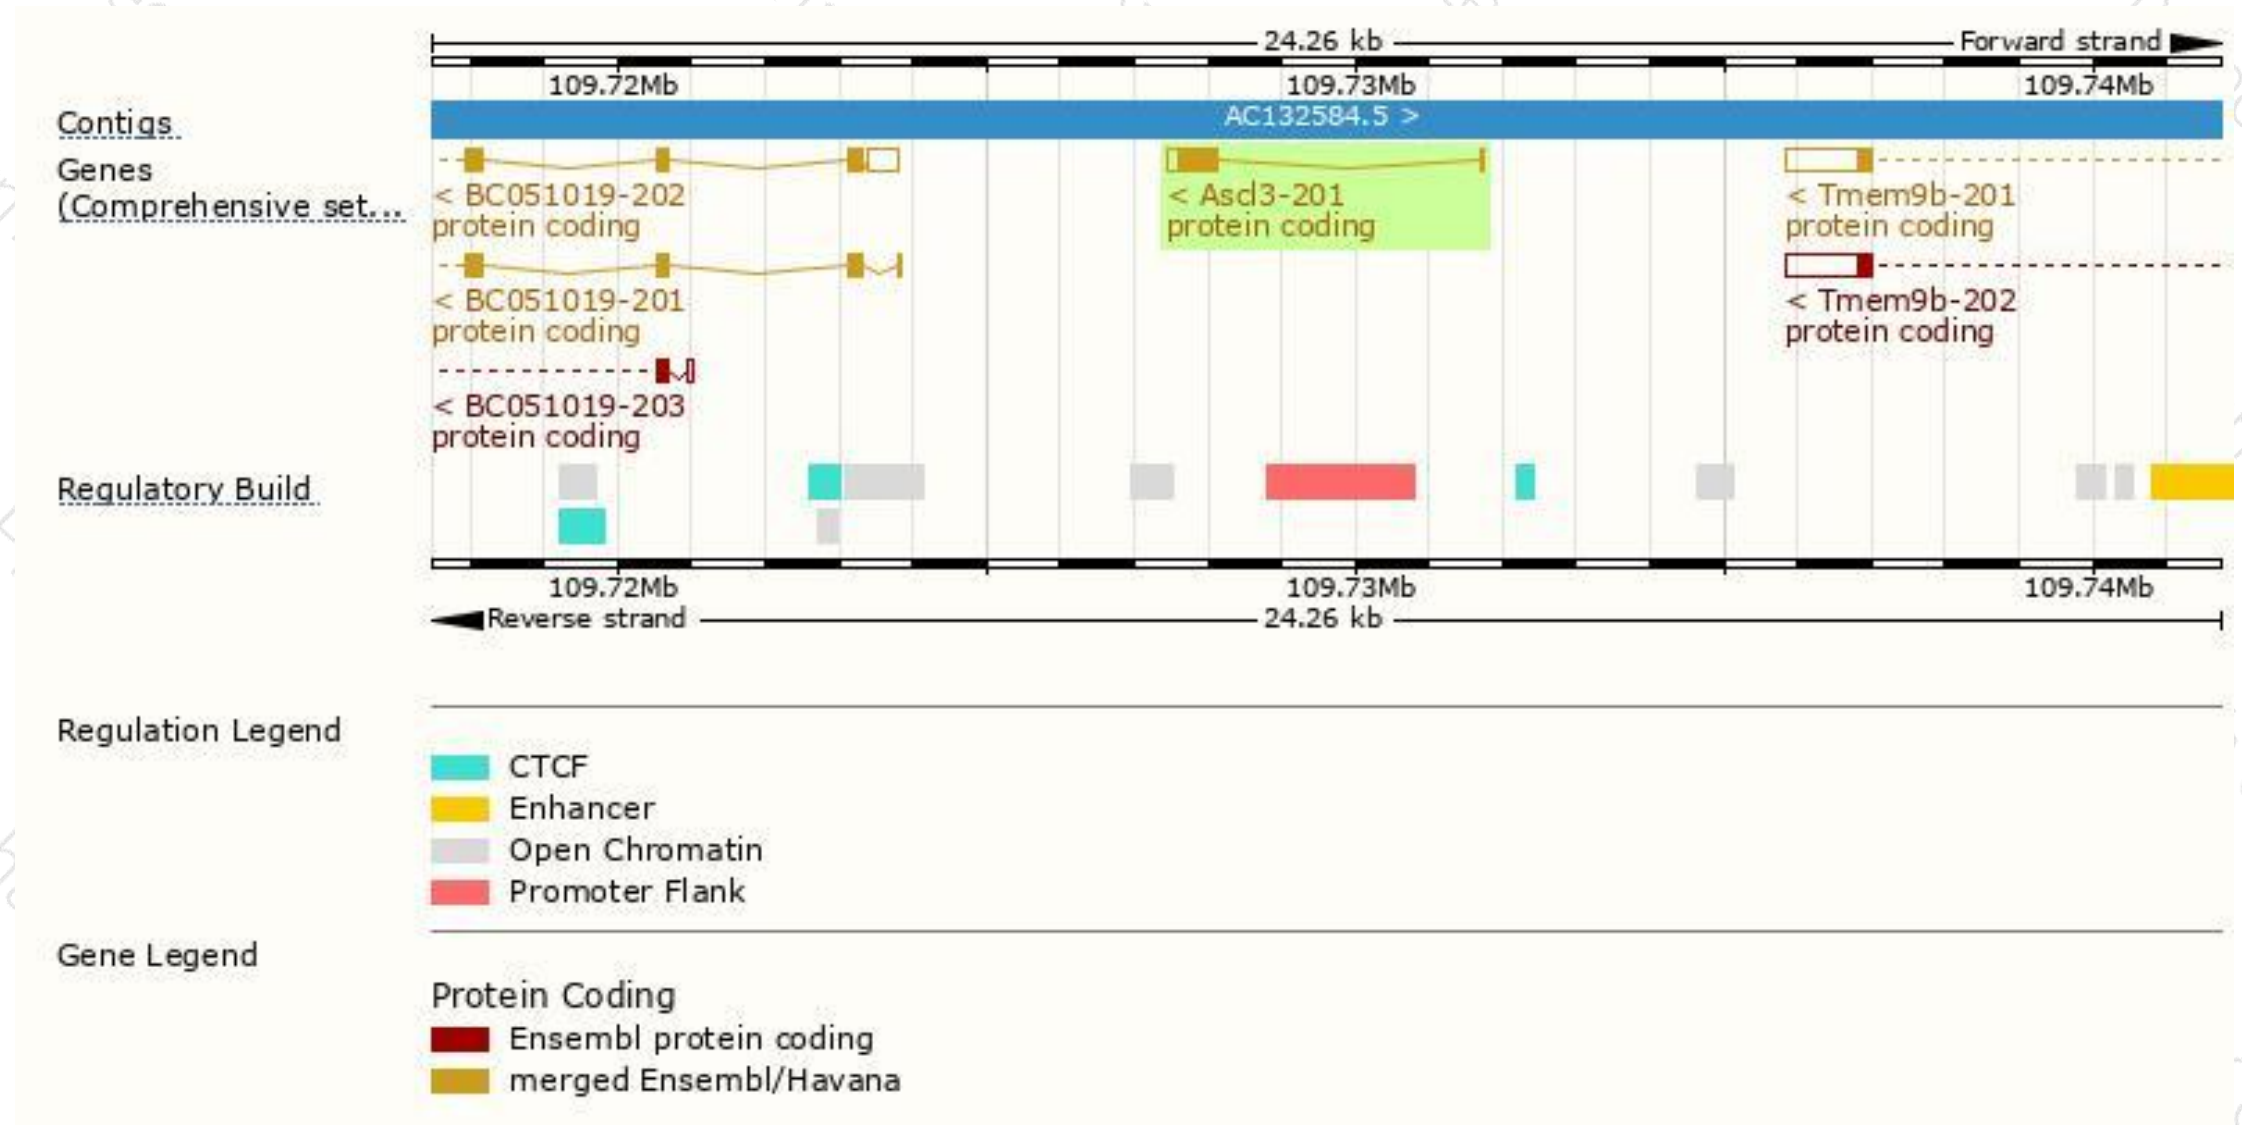 24.26 kb Forward strand
109.72Mb 109.73Mb 109.74Mb
Contigs AC132584.5 >
Genes
(Comprehensive set...
< BC051019-202 < Ascl3-201 < Tmem9b-201
protein coding protein coding protein coding
< BC051019-201 < Tmem9b-202
protein coding protein coding
< BC051019-203
protein coding
Regulatory Build
109.72Mb 109.73Mb 109.74Mb
Reverse strand 24.26 kb
Regulation Legend
CTCF
Enhancer
Open Chromatin
Promoter Flank
Gene Legend
Protein Coding
Ensembl protein coding
merged Ensembl/Havana